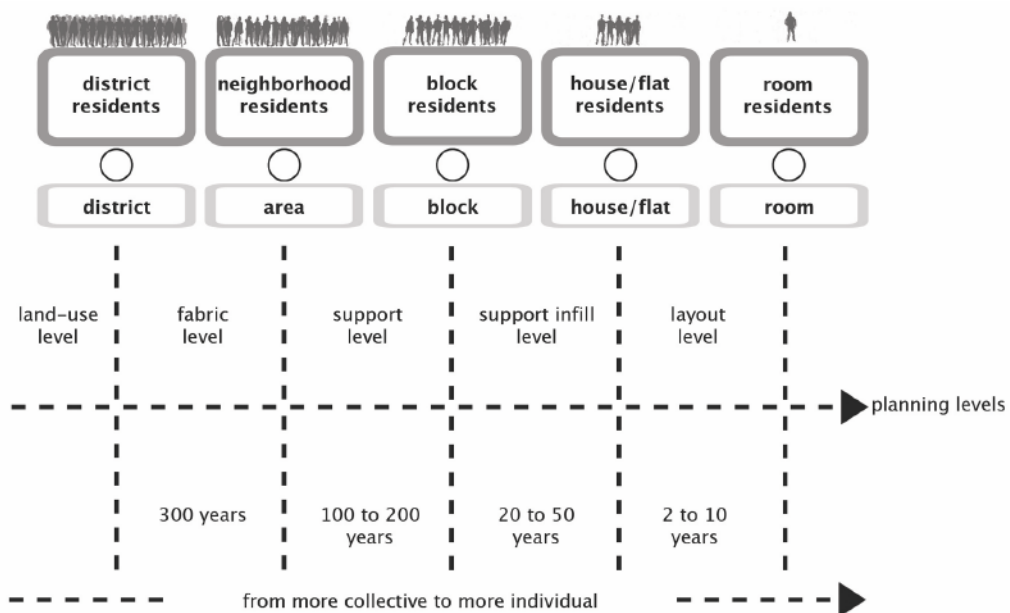 district
residents
neighborhood
residents
block
residents
house/flat
residents
room
residents
district
area
block
house/flat
room
land-use
level
fabric
level
support
level
support infill
level
layout
level
planning levels
300 years
100 to 200
years
20 to 50
years
2 to 10
years
from more collective to more individual